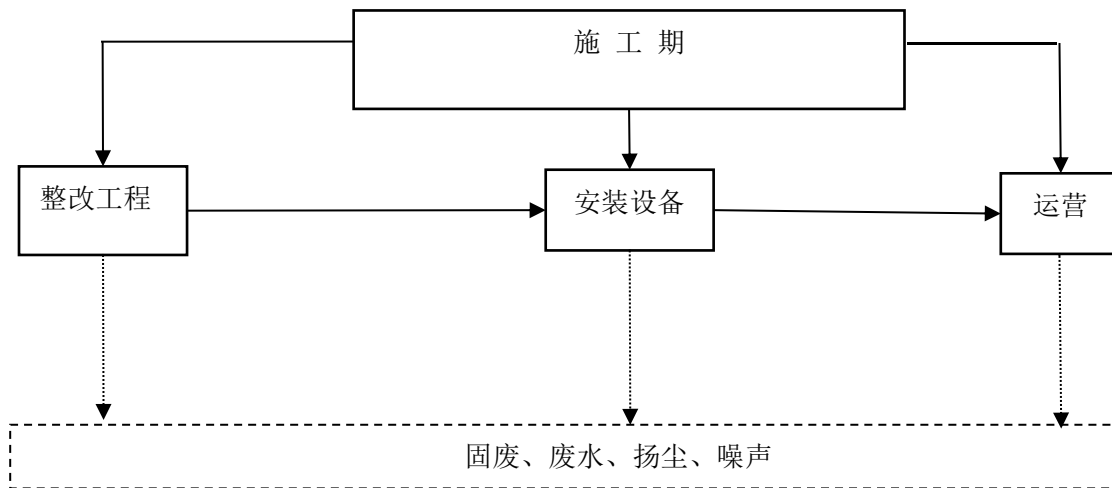 施 工 期
整改工程
安装设备
运营
固废、废水、扬尘、噪声